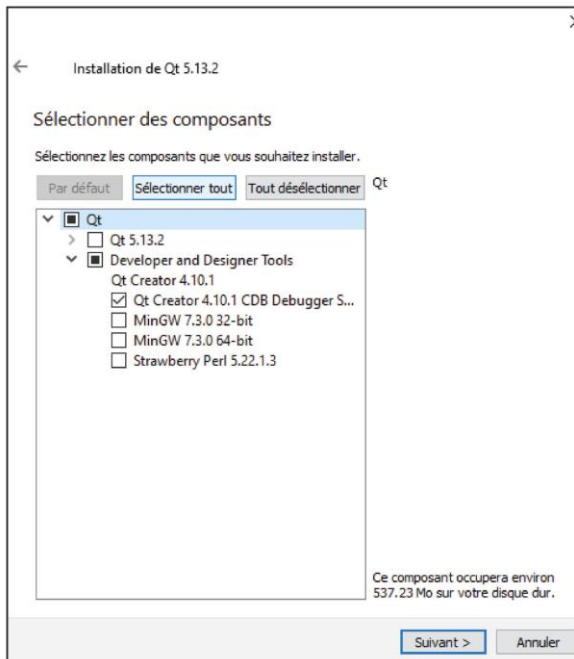 Installation de Qt 5.13.2
Sélectionner des composants
Sélectionnez les composants que vous souhaitez installer.
Par défaut
Sélectionner tout
Tout désélectionner
Qt
Qt
Qt 5.13.2
Developer and Designer Tools
Qt Creator 4.10.1
Qt Creator 4.10.1 CDB Debugger S...
MinGW 7.3.0 32-bit
MinGW 7.3.0 64-bit
Strawberry Perl 5.22.1.3
Ce composant occupera environ
537.23 Mo sur votre disque dur.
Suivant >
Annuler